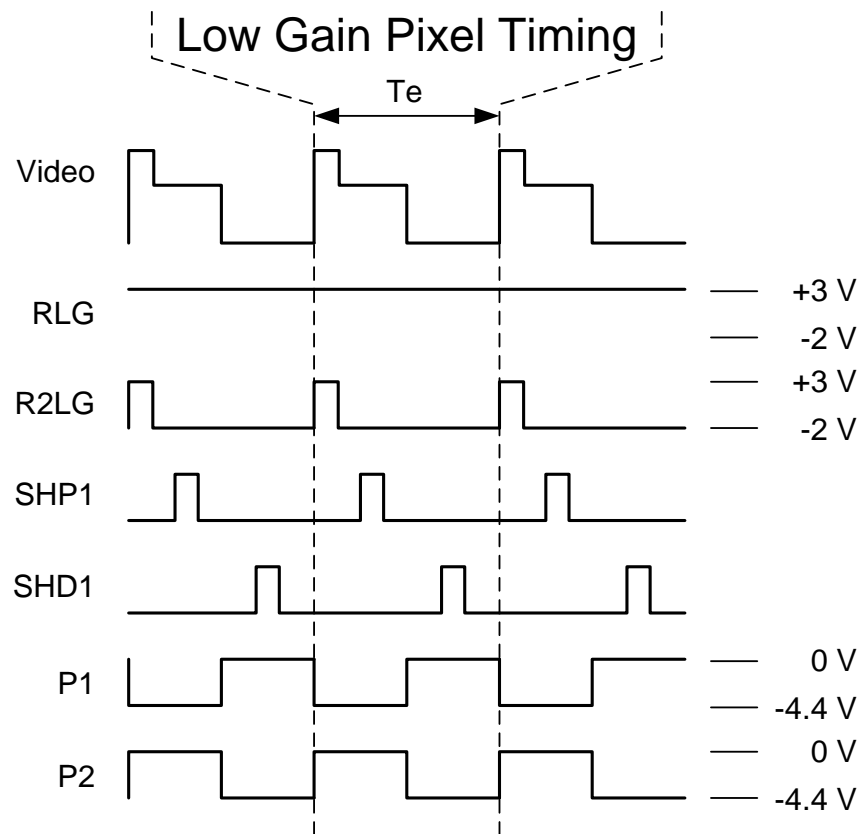 Low Gain Pixel Timing
Te
Video
RLG
+3 V
-2 V
R2LG
+3 V
-2 V
SHP1
SHD1
P1
0 V
-4.4 V
P2
0 V
-4.4 V